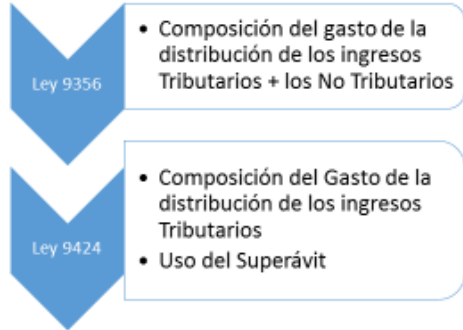 Ley 9356
• Composición del gasto de la
distribución de los ingresos
Tributarios + los No Tributarios
Ley 9424
• Composición del Gasto de la
distribución de los ingresos
Tributarios
• Uso del Superávit